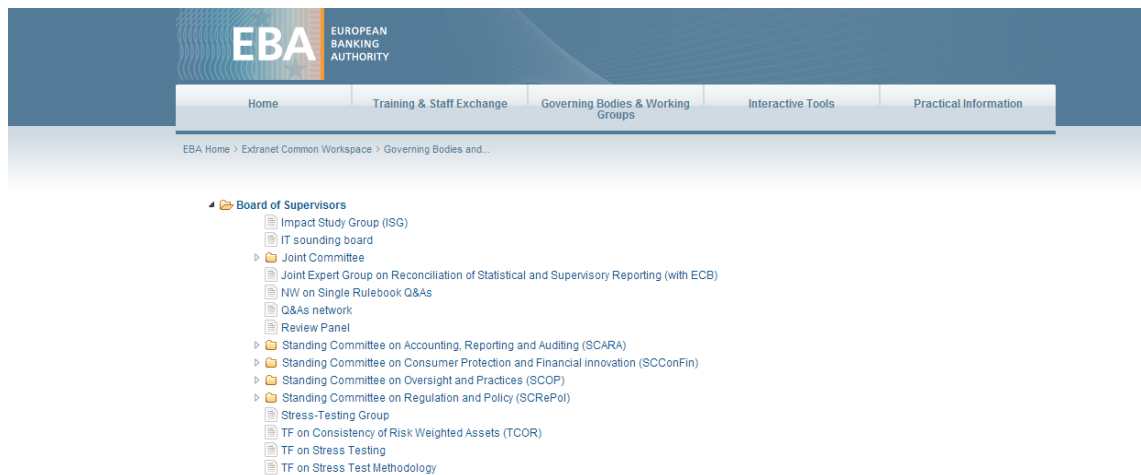 EBA
EUROPEAN
BANKING
AUTHORITY
Home
Training & Staff Exchange
Governing Bodies & Working
Groups
Interactive Tools
Practical Information
EBA Home > Extranet Common Workspace > Governing Bodies and...
Board of Supervisors
Impact Study Group (ISG)
IT sounding board
Joint Committee
Joint Expert Group on Reconciliation of Statistical and Supervisory Reporting (with ECB)
NW on Single Rulebook Q&As
Q&As network
Review Panel
Standing Committee on Accounting, Reporting and Auditing (SCARA)
Standing Committee on Consumer Protection and Financial innovation (SCConFin)
Standing Committee on Oversight and Practices (SCOP)
Standing Committee on Regulation and Policy (SCRePol)
Stress-Testing Group
TF on Consistency of Risk Weighted Assets (TCOR)
TF on Stress Testing
TF on Stress Test Methodology